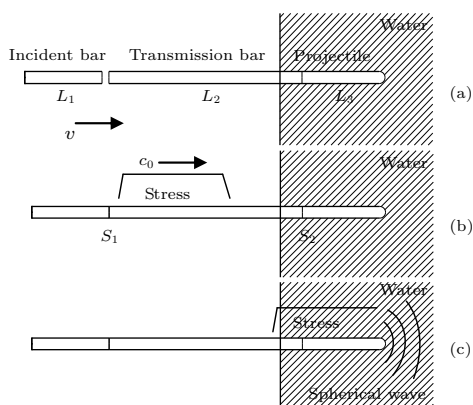 Water
Incident bar Transmission bar Projectile
L₁ L₂ L₃ (a)
v
c₀ Water
Stress
S₁ S₂ (b)
Water
Stress
(c)
Spherical wave